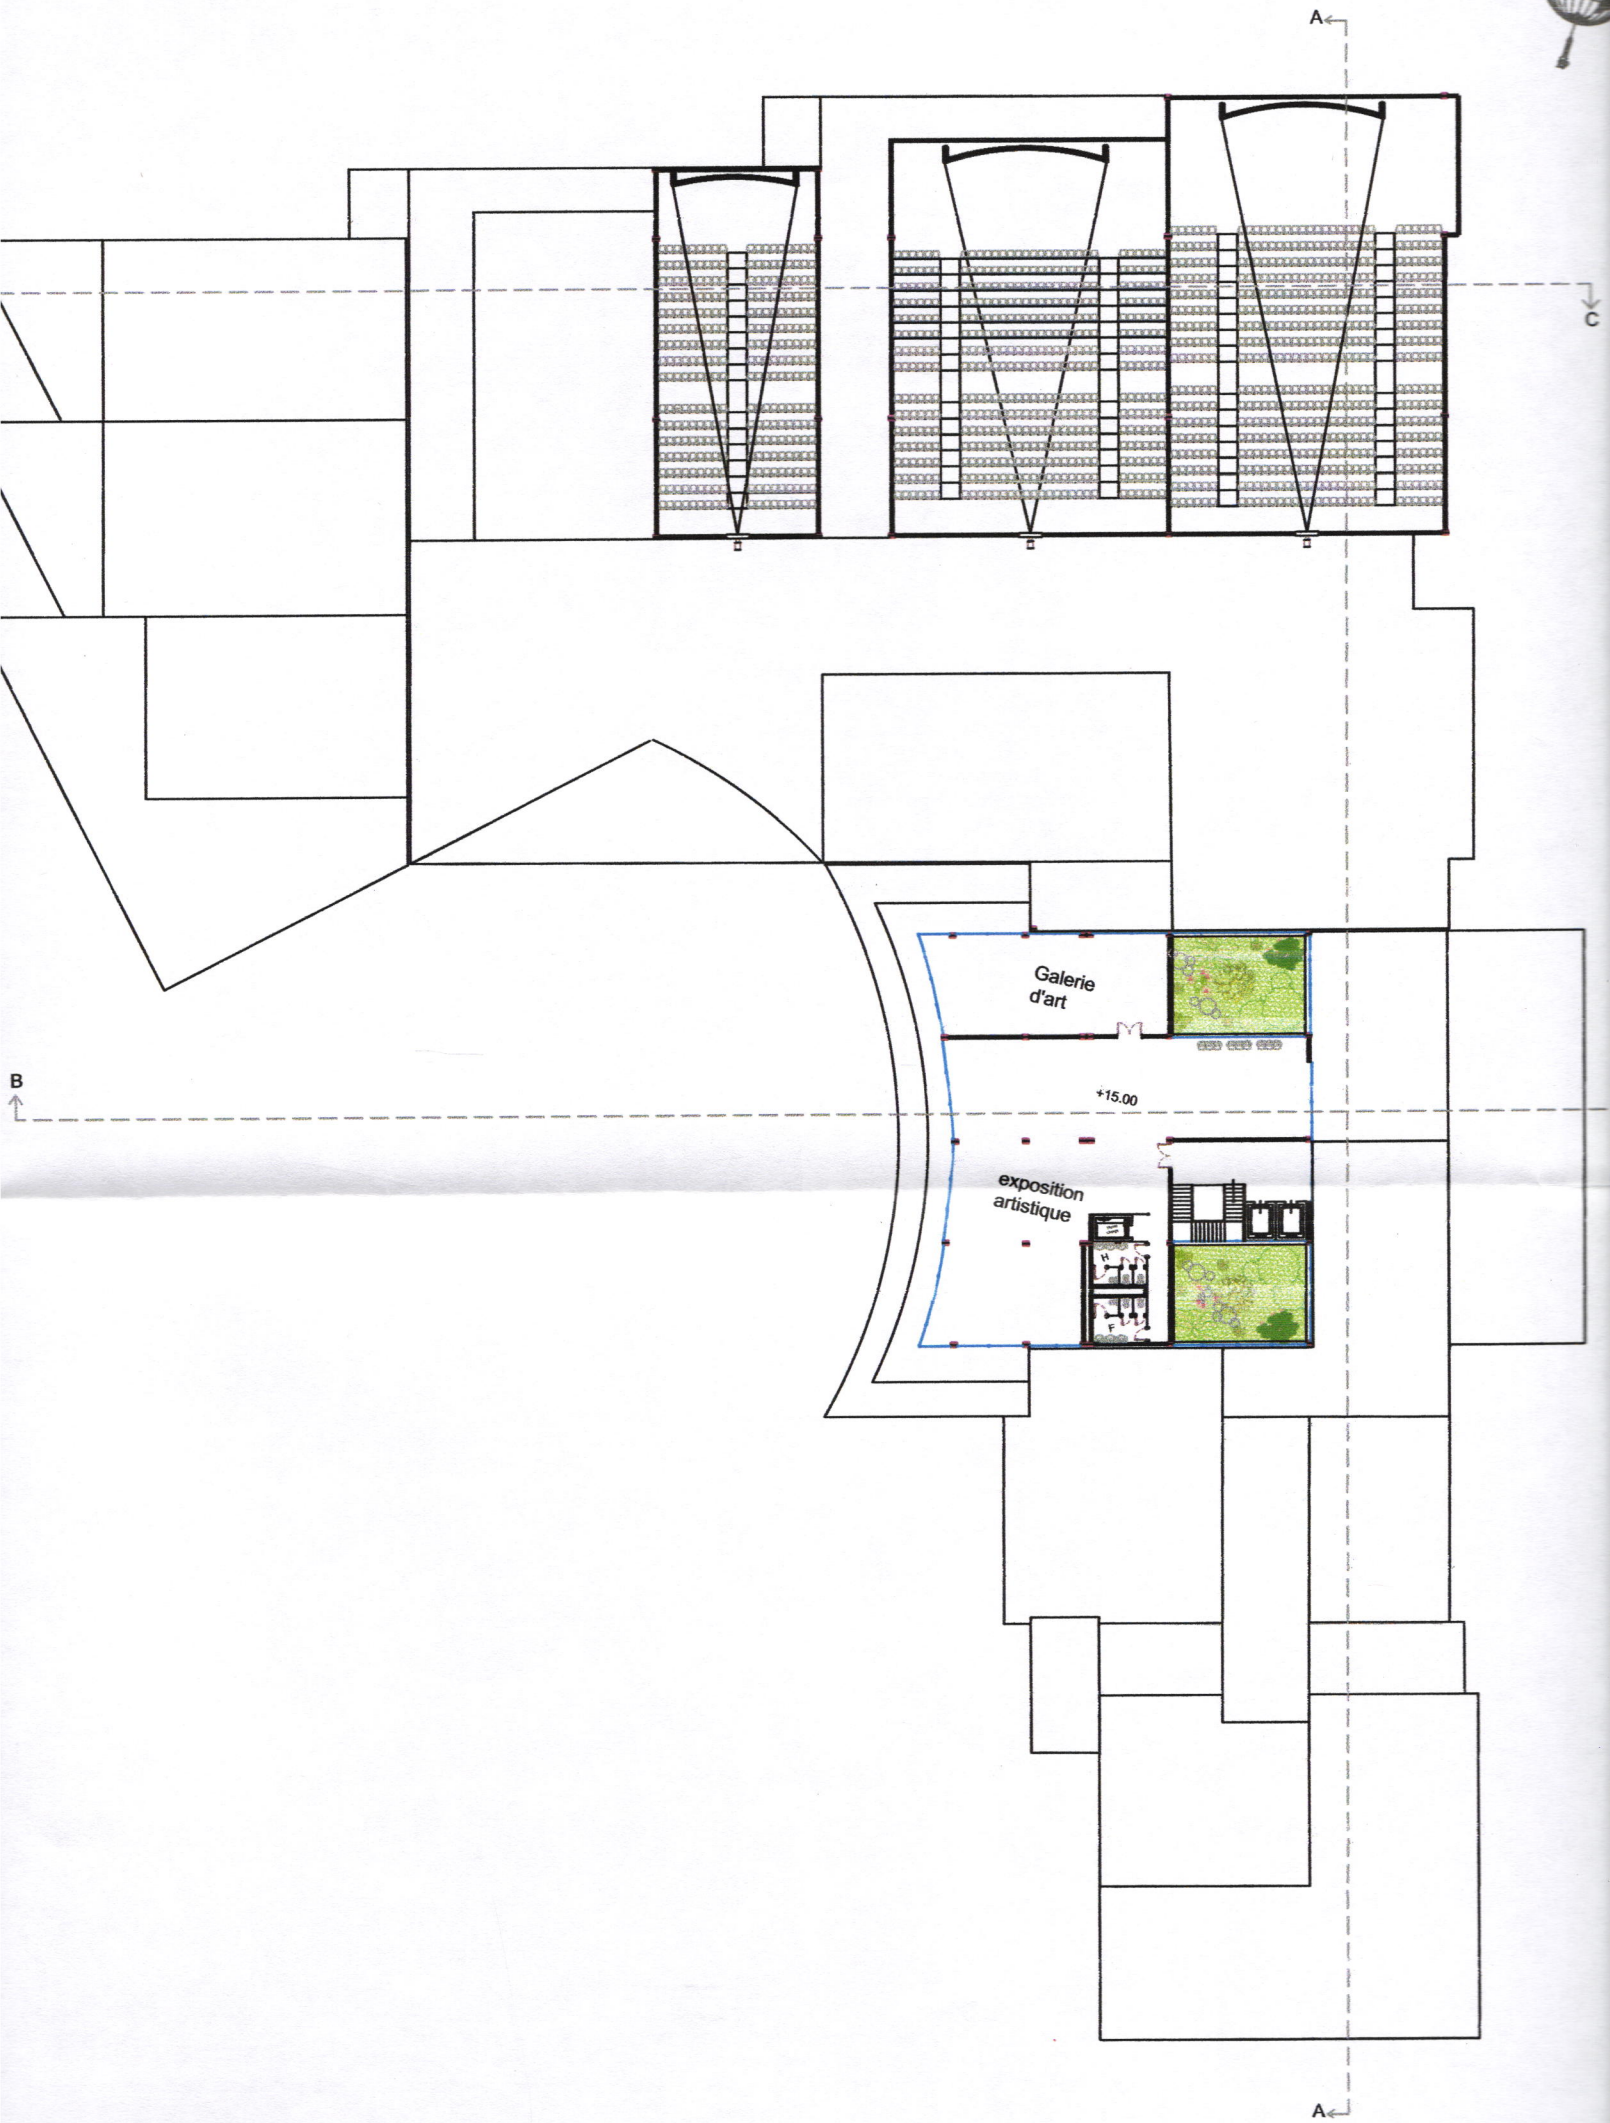 A
C
Galerie
d'art
B
+15.00
exposition
artistique
H
F
A